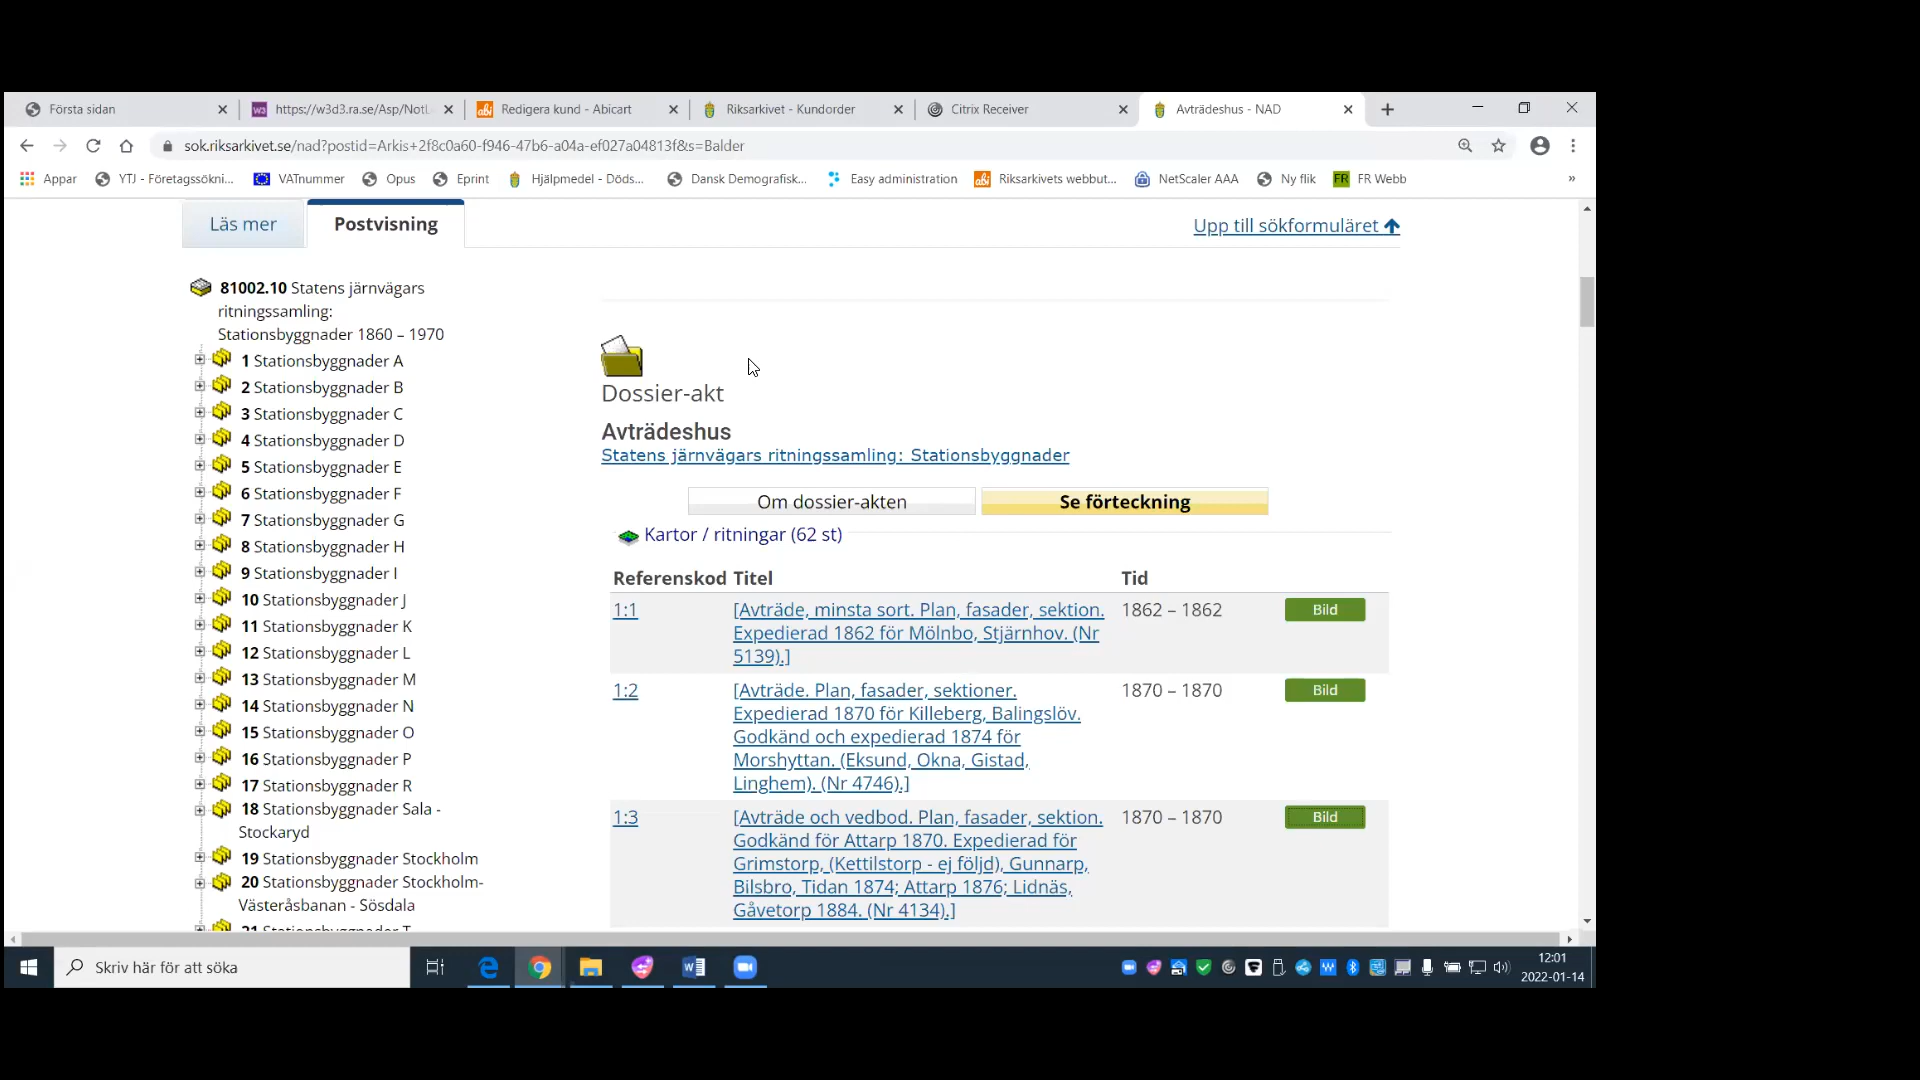 Första sidan
https://w3d3.ra.se/Asp/NotL
Redigera kund - Abicart
Riksarkivet - Kundorder
Citrix Receiver
Avträdeshus - NAD
sok.riksarkivet.se/nad?postid=Arkis+2f8c0a60-f946-47b6-a04a-ef027a04813f&s=Balder
Appar
YTJ - Företagssökni...
VATnummer
Opus
Eprint
Hjälpmedel - Döds...
Dansk Demografisk...
Easy administration
abi Riksarkivets webbut...
NetScaler AAA
Ny flik
FR FR Webb
»
Läs mer
Postvisning
Upp till sökformuläret
81002.10 Statens järnvägars
ritningssamling:
Stationsbyggnader 1860 – 1970
1 Stationsbyggnader A
2 Stationsbyggnader B
3 Stationsbyggnader C
4 Stationsbyggnader D
5 Stationsbyggnader E
6 Stationsbyggnader F
7 Stationsbyggnader G
8 Stationsbyggnader H
9 Stationsbyggnader I
10 Stationsbyggnader J
11 Stationsbyggnader K
12 Stationsbyggnader L
13 Stationsbyggnader M
14 Stationsbyggnader N
15 Stationsbyggnader O
16 Stationsbyggnader P
17 Stationsbyggnader R
18 Stationsbyggnader Sala -
Stockaryd
19 Stationsbyggnader Stockholm
20 Stationsbyggnader Stockholm-
Västeråsbanan - Sösdala
21 Stationsbyggnader T
Dossier-akt
Avträdeshus
Statens järnvägars ritningssamling: Stationsbyggnader
Om dossier-akten
Se förteckning
Kartor / ritningar (62 st)
Referenskod Titel Tid
1:1 [Avträde, minsta sort. Plan, fasader, sektion. 1862 – 1862 Bild
Expedierad 1862 för Mölnbo, Stjärnhov. (Nr
5139).]
1:2 [Avträde. Plan, fasader, sektioner. 1870 – 1870 Bild
Expedierad 1870 för Killeberg, Balingslöv.
Godkänd och expedierad 1874 för
Morshyttan. (Eksund, Okna, Gistad,
Linghem). (Nr 4746).]
1:3 [Avträde och vedbod. Plan, fasader, sektion. 1870 – 1870 Bild
Godkänd för Attarp 1870. Expedierad för
Grimstorp, (Kettilstorp - ej följd), Gunnarp,
Bilsbro, Tidan 1874; Attarp 1876; Lidnäs,
Gåvetorp 1884. (Nr 4134).]
Skriv här för att söka
12:01
2022-01-14